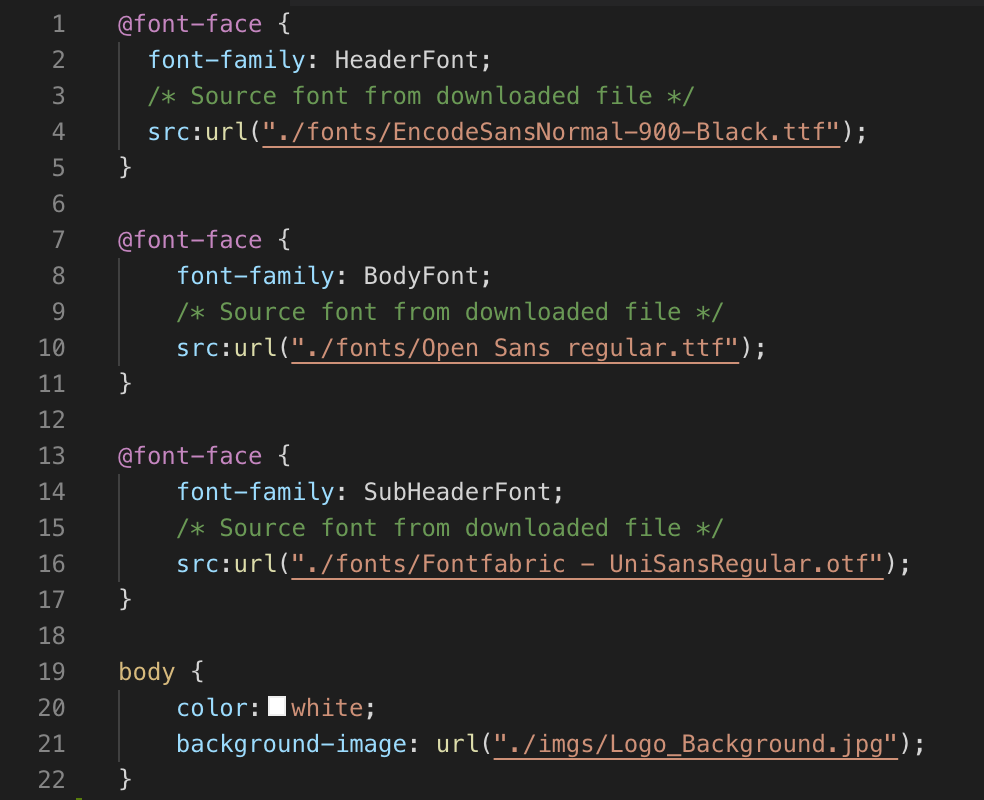 1 @font-face {
2 font-family: HeaderFont;
3 /* Source font from downloaded file */
4 src:url("./fonts/EncodeSansNormal-900-Black.ttf");
5 }
6
7 @font-face {
8 font-family: BodyFont;
9 /* Source font from downloaded file */
10 src:url("./fonts/Open Sans regular.ttf");
11 }
12
13 @font-face {
14 font-family: SubHeaderFont;
15 /* Source font from downloaded file */
16 src:url("./fonts/Fontfabric - UniSansRegular.otf");
17 }
18
19 body {
20 color: white;
21 background-image: url("./imgs/Logo_Background.jpg");
22 }